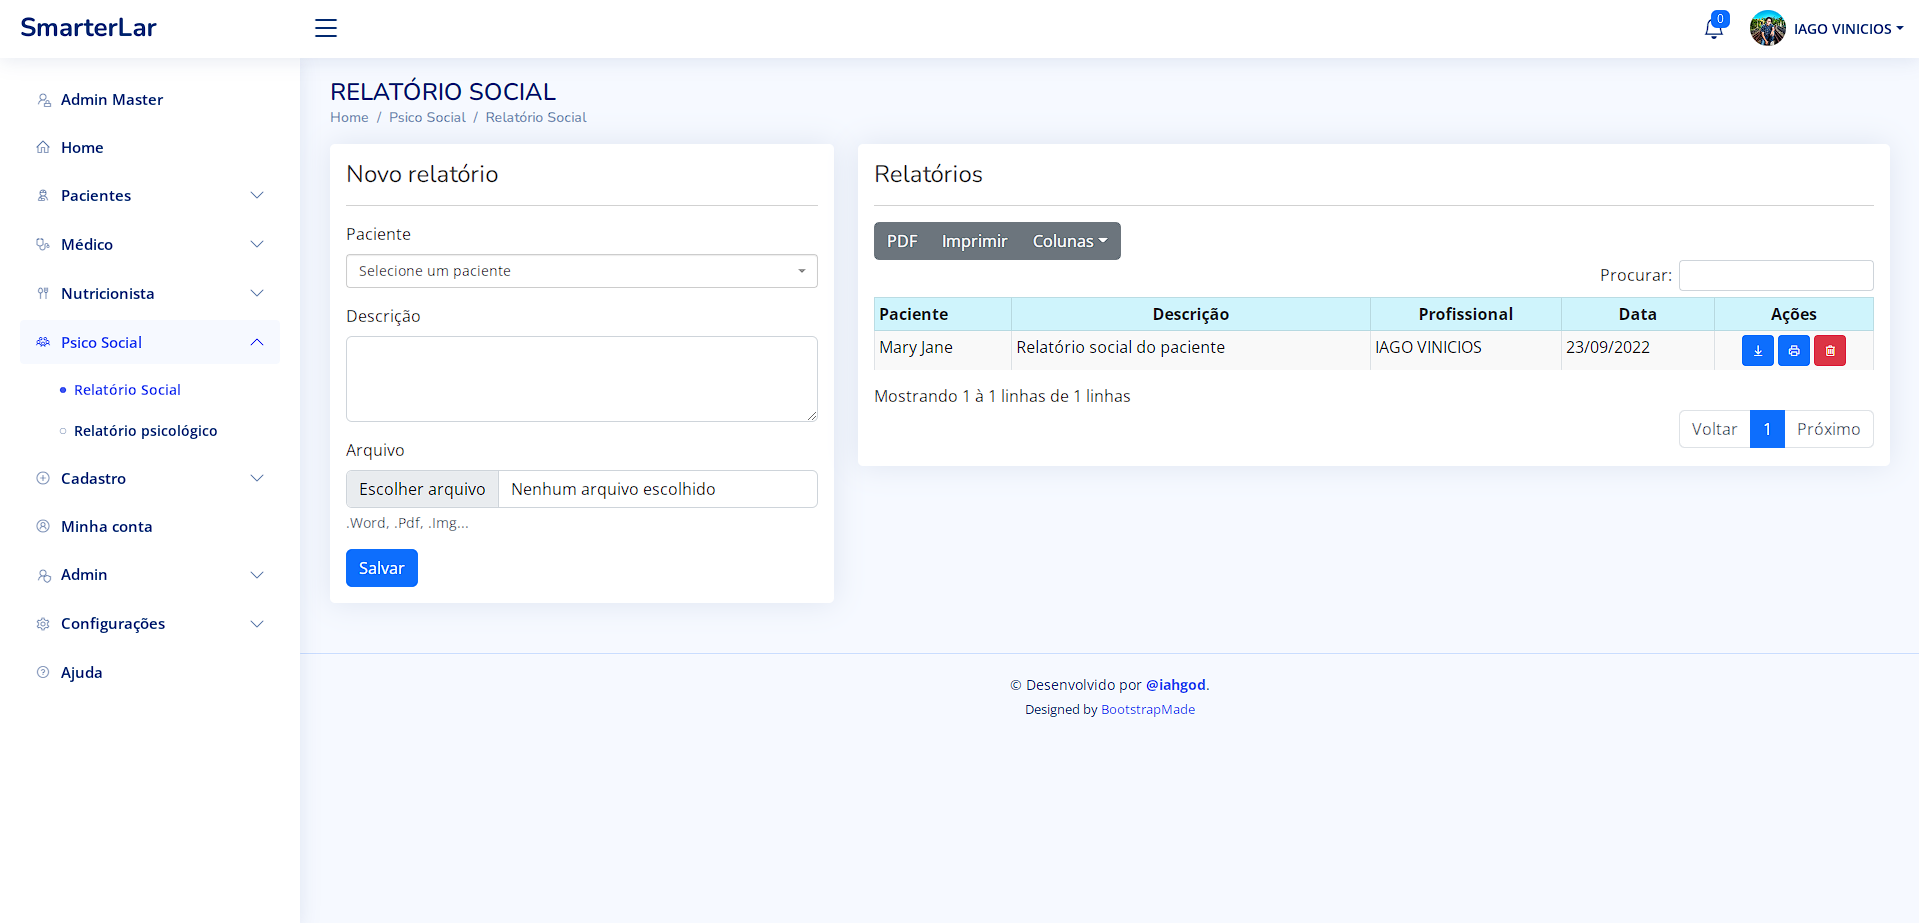 SmarterLar
0
IAGO VINICIOS
Admin Master
Home
Pacientes
Médico
Nutricionista
Psico Social
Relatório Social
Relatório psicológico
Cadastro
Minha conta
Admin
Configurações
Ajuda
RELATÓRIO SOCIAL
Home / Psico Social / Relatório Social
Novo relatório
Paciente
Selecione um paciente
Descrição
Arquivo
Escolher arquivo Nenhum arquivo escolhido
.Word, .Pdf, .Img...
Salvar
Relatórios
PDF Imprimir Colunas
Procurar:
Paciente Descrição Profissional Data Ações
Mary Jane Relatório social do paciente IAGO VINICIOS 23/09/2022
Mostrando 1 à 1 linhas de 1 linhas
Voltar 1 Próximo
© Desenvolvido por @iahgod.
Designed by BootstrapMade